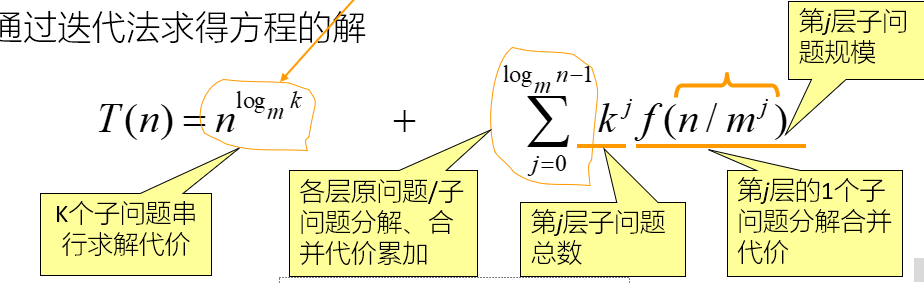 通过迭代法求得方程的解
第j层子问
题规模
T(n) = n^{log_m k} + \sum_{j=0}^{log_m n-1} k^j f(n / m^j)
K个子问题串
行求解代价
各层原问题/子
问题分解、合
并代价累加
第j层子问题
总数
第j层的1个子
问题分解合并
代价